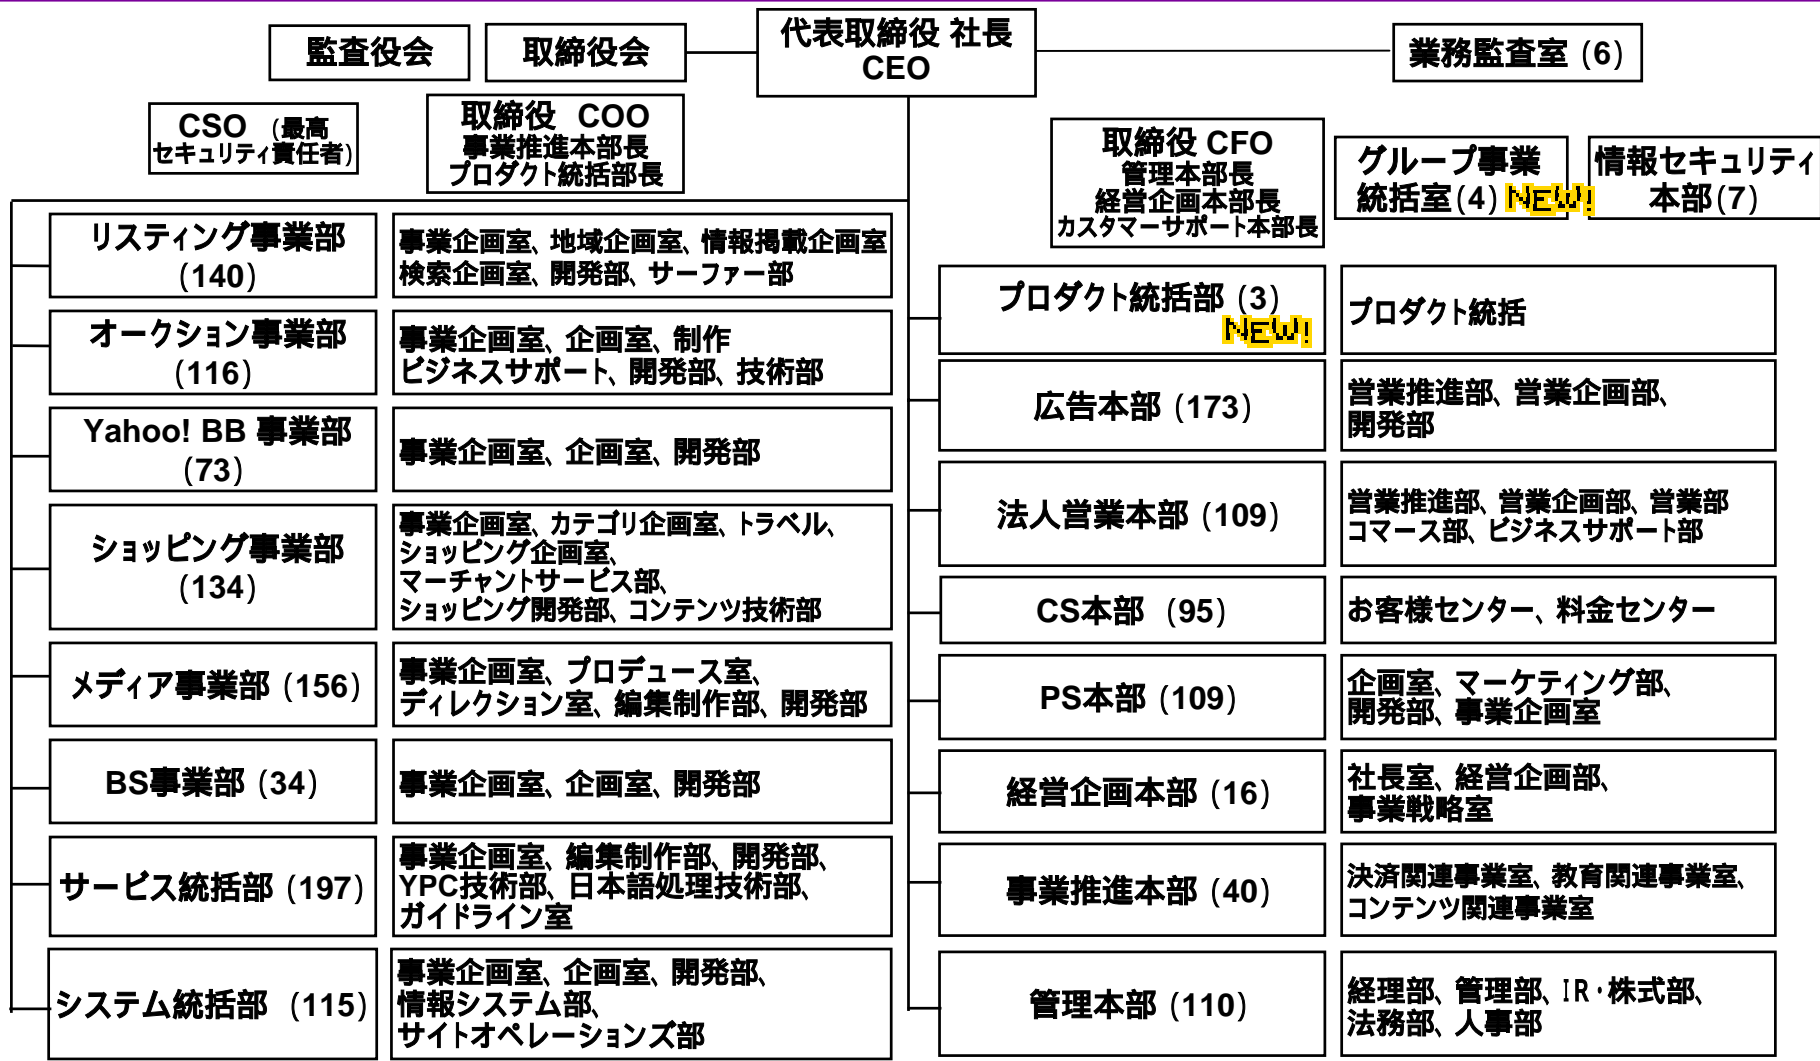 監査役会
取締役会
代表取締役 社長
CEO
業務監査室 (6)
CSO (最高
セキュリティ責任者)
取締役 COO
事業推進本部長
プロダクト統括部長
取締役 CFO
管理本部長
経営企画本部長
カスタマーサポート本部長
グループ事業
統括室(4) NEW!
情報セキュリティ
本部(7)
リスティング事業部
(140)
事業企画室、地域企画室、情報掲載企画室
検索企画室、開発部、サーファー部
オークション事業部
(116)
事業企画室、企画室、制作
ビジネスサポート、開発部、技術部
Yahoo! BB 事業部
(73)
事業企画室、企画室、開発部
ショッピング事業部
(134)
事業企画室、カテゴリ企画室、トラベル、
ショッピング企画室、
マーチャントサービス部、
ショッピング開発部、コンテンツ技術部
メディア事業部 (156)
事業企画室、プロデュース室、
ディレクション室、編集制作部、開発部
BS事業部 (34)
事業企画室、企画室、開発部
サービス統括部 (197)
事業企画室、編集制作部、開発部、
YPC技術部、日本語処理技術部、
ガイドライン室
システム統括部 (115)
事業企画室、企画室、開発部、
情報システム部、
サイトオペレーションズ部
プロダクト統括部 (3)
NEW!
プロダクト統括
広告本部 (173)
営業推進部、営業企画部、
開発部
法人営業本部 (109)
営業推進部、営業企画部、営業部
コマース部、ビジネスサポート部
CS本部 (95)
お客様センター、料金センター
PS本部 (109)
企画室、マーケティング部、
開発部、事業企画室
経営企画本部 (16)
社長室、経営企画部、
事業戦略室
事業推進本部 (40)
決済関連事業室、教育関連事業室、
コンテンツ関連事業室
管理本部 (110)
経理部、管理部、IR・株式部、
法務部、人事部